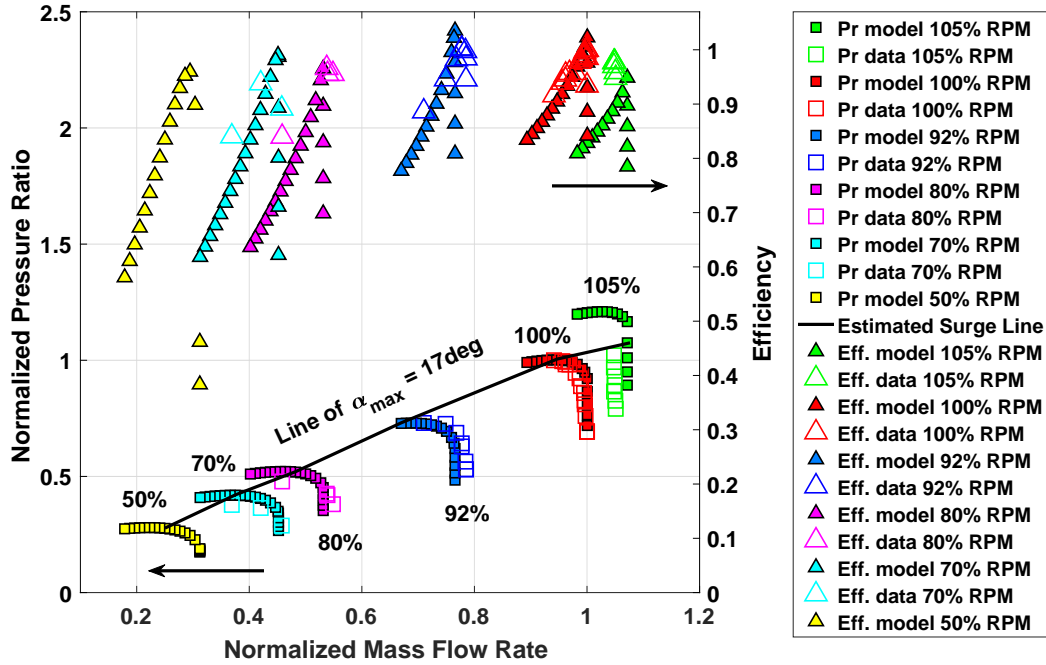 2.5
2
1.5
1
0.5
0
Normalized Pressure Ratio
0.2
0.4
0.6
0.8
1
1.2
Normalized Mass Flow Rate
1
0.9
0.8
0.7
0.6
0.5
0.4
0.3
0.2
0.1
0
Efficiency
105%
100%
Line of α_max = 17deg
70%
50%
92%
80%
Pr model 105% RPM
Pr data 105% RPM
Pr model 100% RPM
Pr data 100% RPM
Pr model 92% RPM
Pr data 92% RPM
Pr model 80% RPM
Pr data 80% RPM
Pr model 70% RPM
Pr data 70% RPM
Pr model 50% RPM
Estimated Surge Line
Eff. model 105% RPM
Eff. data 105% RPM
Eff. model 100% RPM
Eff. data 100% RPM
Eff. model 92% RPM
Eff. data 92% RPM
Eff. model 80% RPM
Eff. data 80% RPM
Eff. model 70% RPM
Eff. data 70% RPM
Eff. model 50% RPM